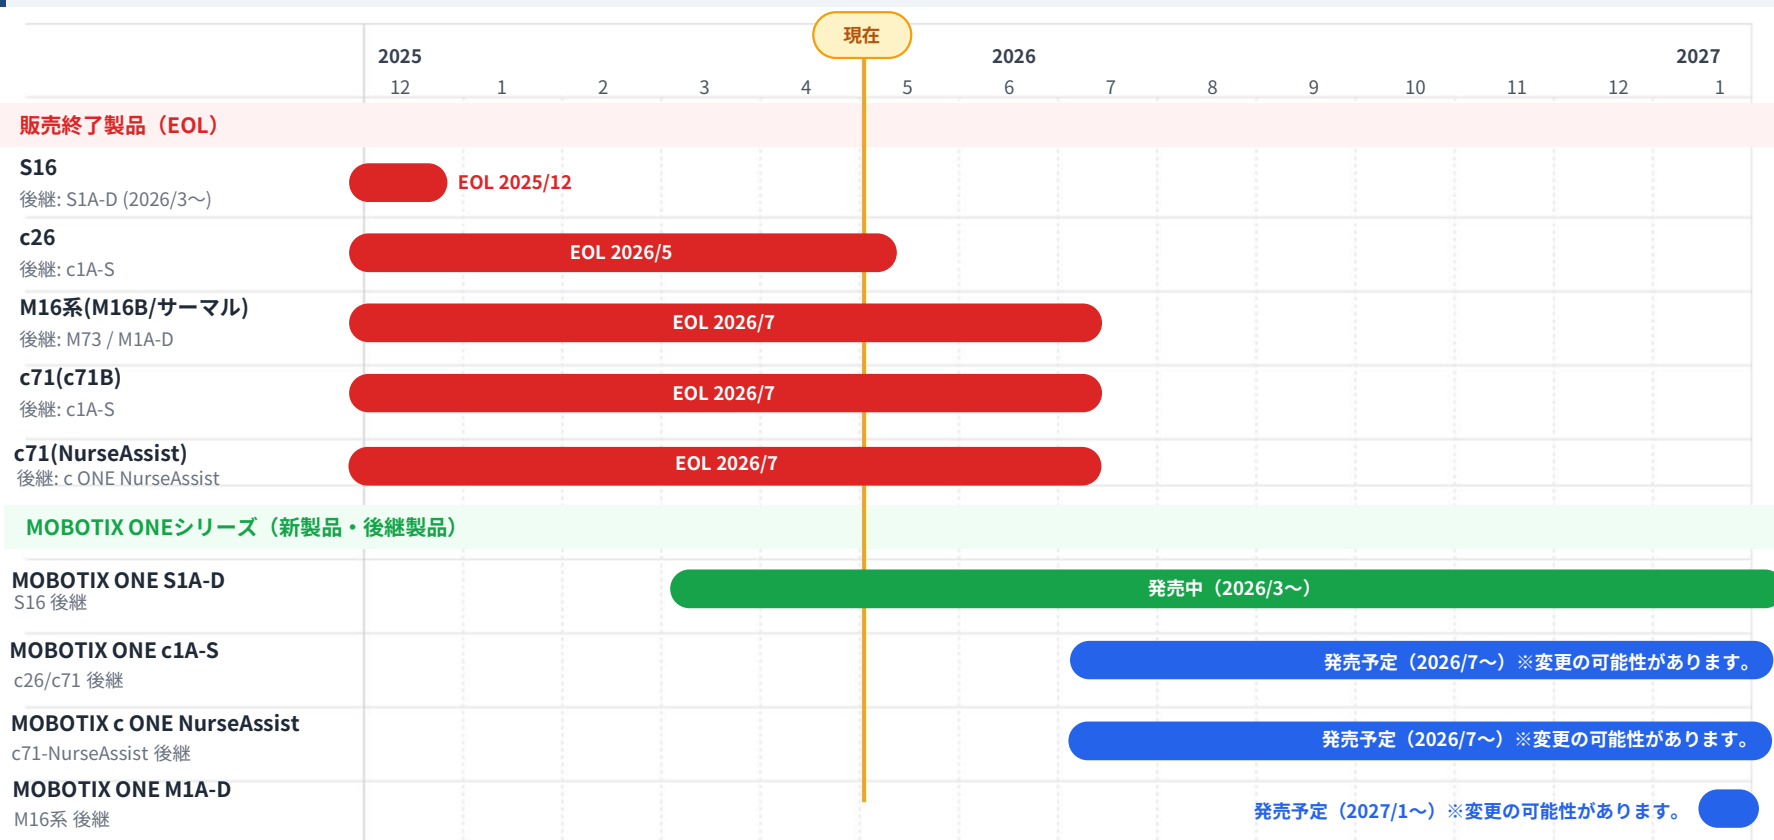 現在
2025 2026 2027
12 1 2 3 4 5 6 7 8 9 10 11 12 1
販売終了製品（EOL）
S16
後継: S1A-D (2026/3～)
EOL 2025/12
c26
後継: c1A-S
EOL 2026/5
M16系(M16B/サーマル)
後継: M73 / M1A-D
EOL 2026/7
c71(c71B)
後継: c1A-S
EOL 2026/7
c71(NurseAssist)
後継: c ONE NurseAssist
EOL 2026/7
MOBOTIX ONEシリーズ（新製品・後継製品）
MOBOTIX ONE S1A-D
S16 後継
発売中（2026/3～）
MOBOTIX ONE c1A-S
c26/c71 後継
発売予定（2026/7～）※変更の可能性があります。
MOBOTIX c ONE NurseAssist
c71-NurseAssist 後継
発売予定（2026/7～）※変更の可能性があります。
MOBOTIX ONE M1A-D
M16系 後継
発売予定（2027/1～）※変更の可能性があります。